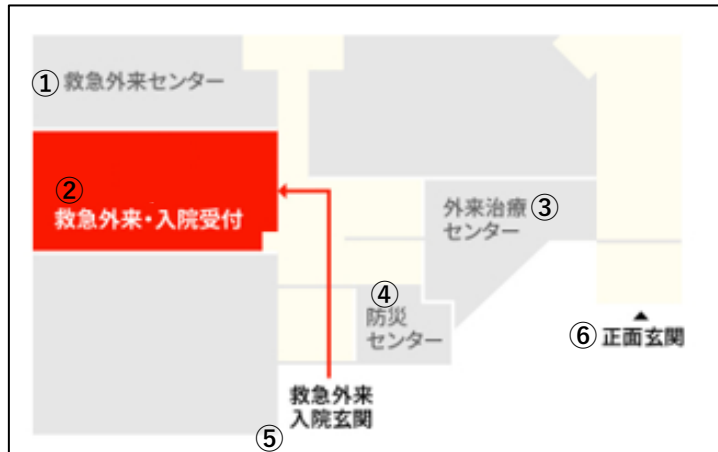 ① 救急外来センター
②
救急外来・入院受付
外来治療 ③
センター
④
防災
センター
⑥ 正面玄関
救急外来
入院玄関
⑤